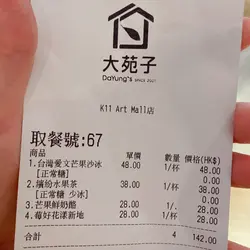 大苑子
DaYung's SINCE 2001
K11 Art Mall店
取餐號:67
商品 單價 數量 價格(HK$)
1.台灣愛文芒果沙冰 48.00 1/杯 48.00
[正常糖] 0.00
2.繽纷水果茶 38.00 1/杯 38.00
[正常糖 少冰] 0.00
3.芒果鮮奶酪 28.00 1/. 28.00
4.莓好花漾新地 28.00 1/杯 28.00
合計 4 142.00